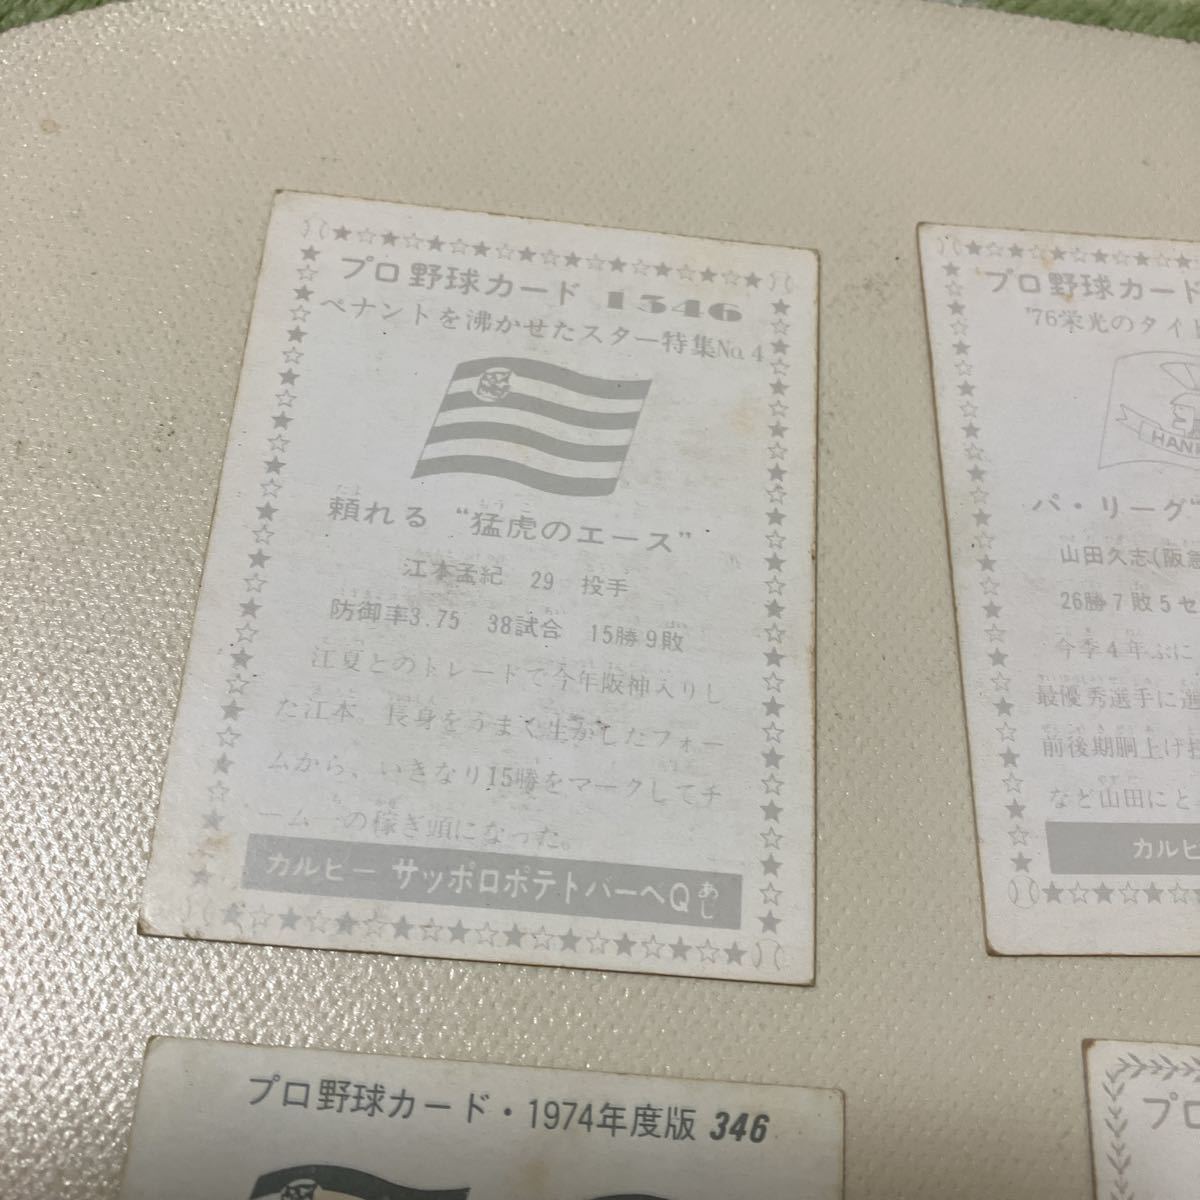 プロ野球カード 1346
ペナントを沸かせたスター特集No.4
頼れる “猛虎のエース”
江本孟紀 29 投手
防御率3.75 38試合 15勝9敗
江夏とのトレードで今年阪神入りし
た江本。長身をうまく生かしたフォー
ムから、いきなり15勝をマークしてチ
ーム一の稼ぎ頭になった。
カルビー サッポロポテトバーベQあじ
プロ野球カード
'76栄光のタイ
HANK
パ・リーグ“
山田久志(阪急
26勝7敗5セ
今季4年ぶに
最優秀選手に選
前後期胴上げ投
など山田にと
カルビ
プロ野球カード・1974年度版 346
プロ